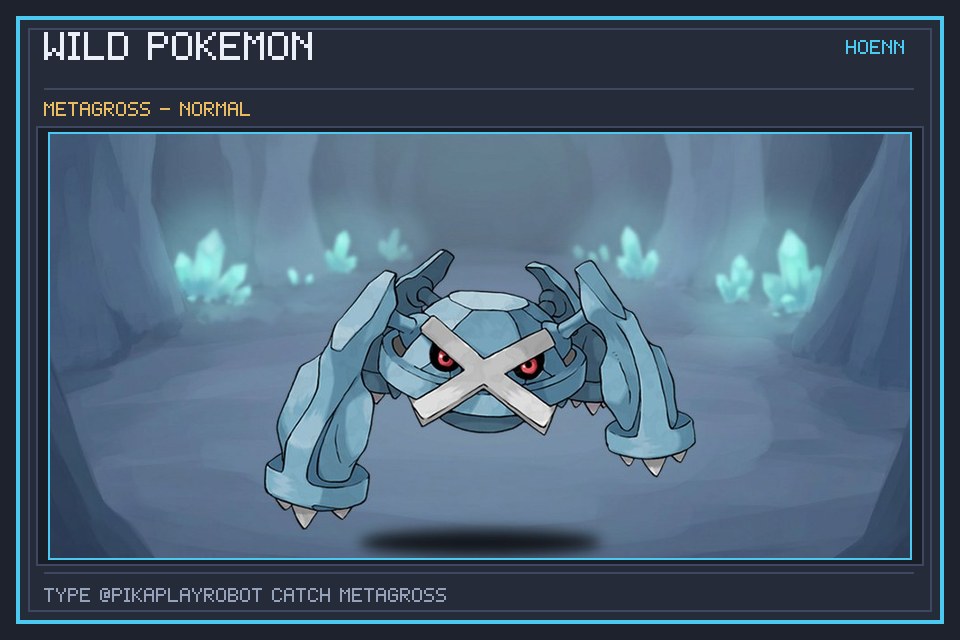 WILD POKEMON
HOENN
METAGROSS - NORMAL
TYPE @PIKAPLAYROBOT CATCH METAGROSS